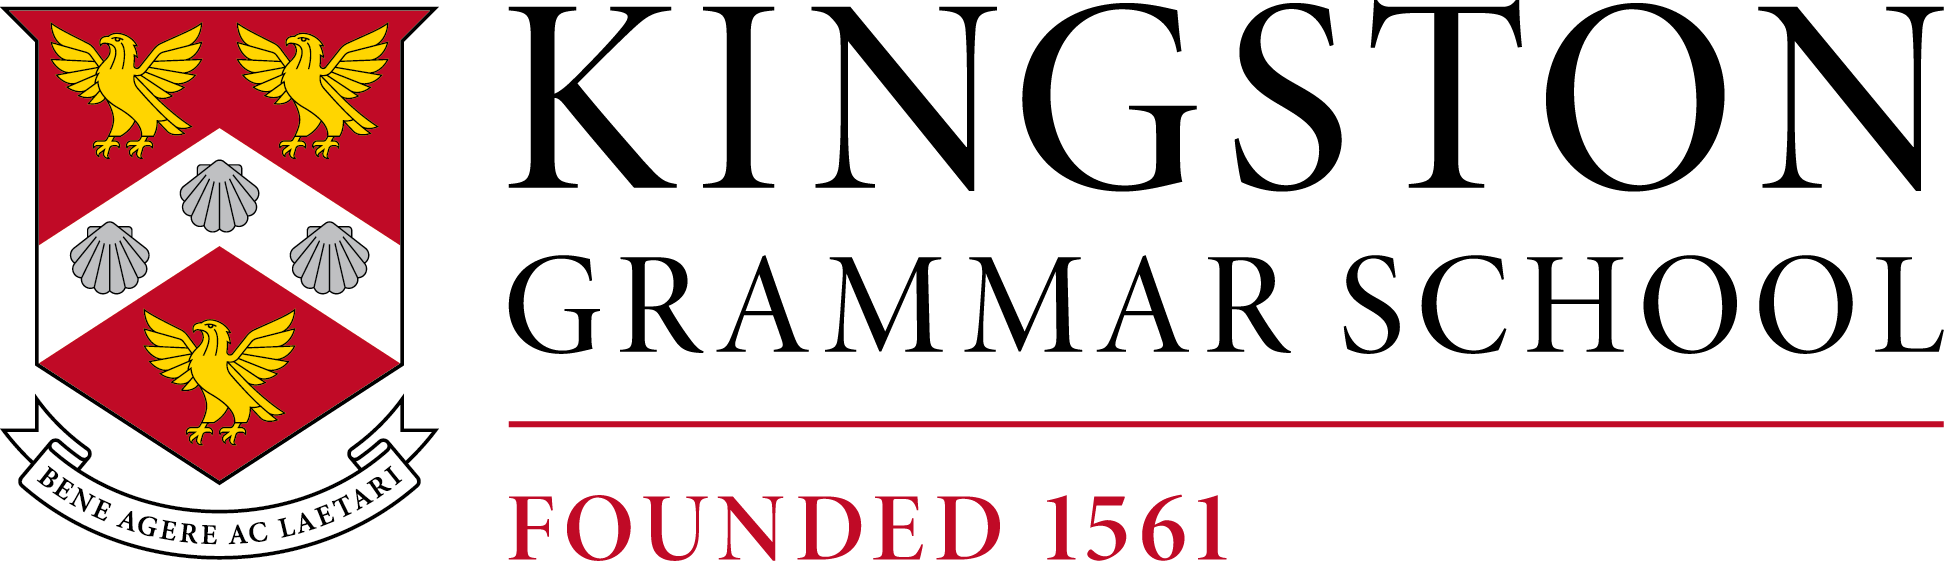 KINGSTON
GRAMMAR SCHOOL
FOUNDED 1561
BENE AGERE AC LAETARI